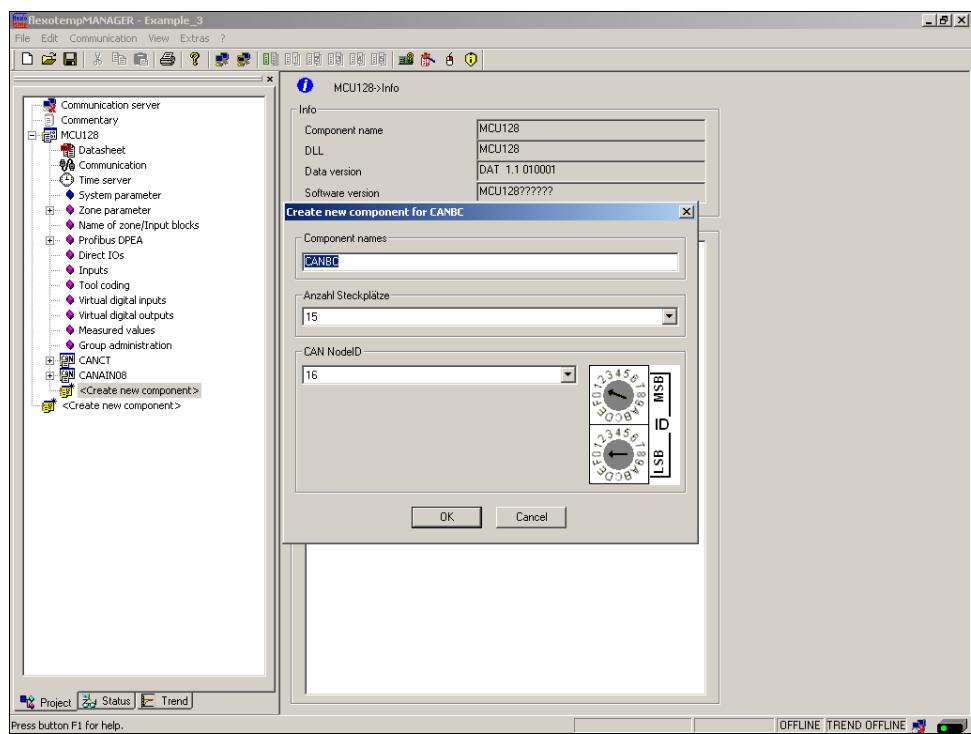 flexotempMANAGER - Example_3
File Edit Communication View Extras ?
Communication server
Commentary
MCU128
Datasheet
Communication
Time server
System parameter
Zone parameter
Name of zone/Input blocks
Profibus DPEA
Direct IOs
Inputs
Tool coding
Virtual digital inputs
Virtual digital outputs
Measured values
Group administration
CANCT
CANAIN08
<Create new component>
<Create new component>
Project Status Trend
MCU128->Info
Info
Component name MCU128
DLL MCU128
Data version DAT 1.1 010001
Software version MCU128??????
Create new component for CANBC
Component names
CANBC
Anzahl Steckplätze
15
CAN NodeID
16
MSB
ID
LSB
OK Cancel
Press button F1 for help.
OFFLINE TREND OFFLINE